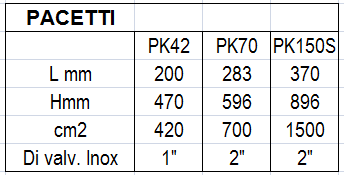 PACETTI
PK42 PK70 PK150S
L mm 200 283 370
Hmm 470 596 896
cm2 420 700 1500
Di valv. Inox 1" 2" 2"